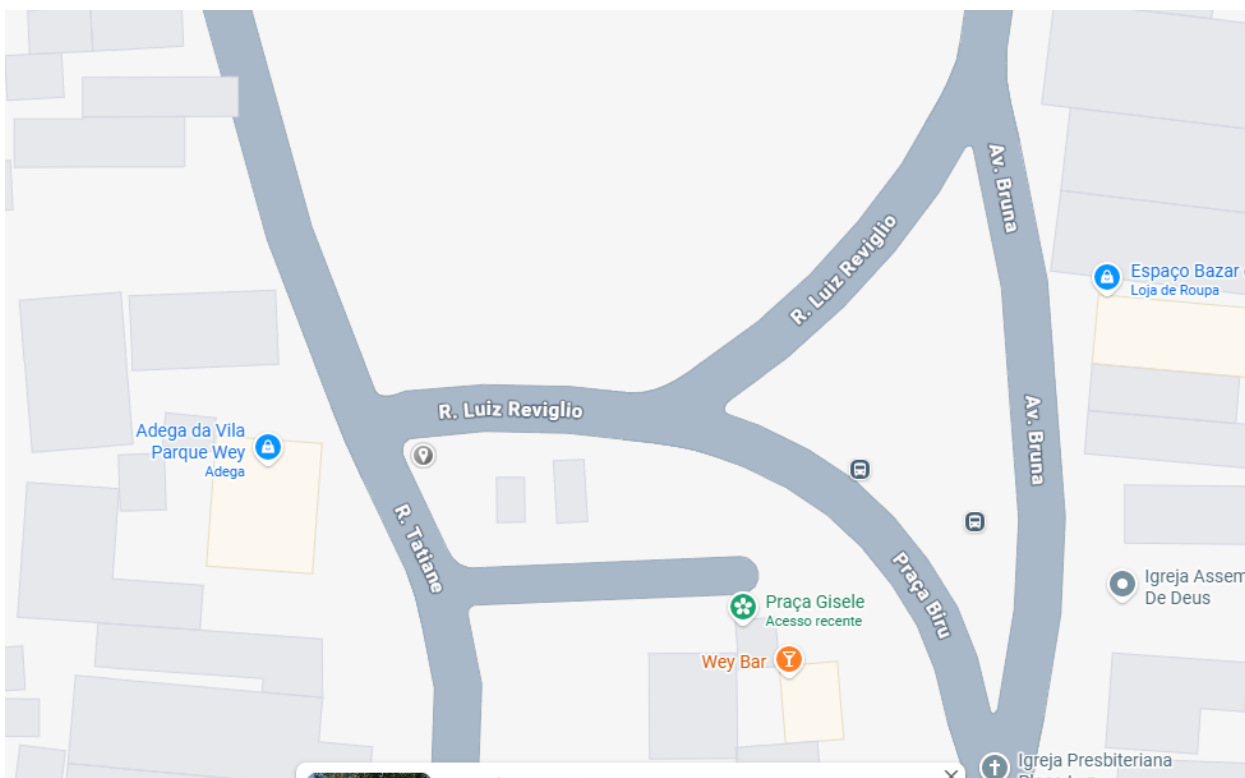 Av. Bruna
R. Luiz Reviglio
Espaço Bazar
Loja de Roupa
R. Luiz Reviglio
Av. Bruna
Adega da Vila
Parque Wey
Adega
R. Tatiane
Praça Biru
Igreja Assem
De Deus
Praça Gisele
Acesso recente
Wey Bar
Igreja Presbiteriana